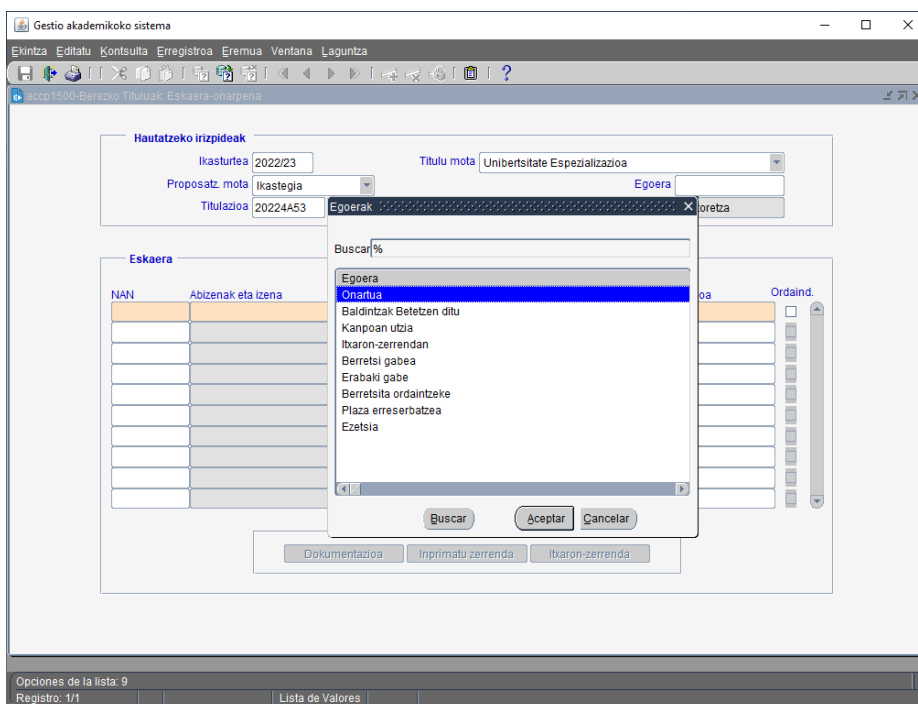 Gestio akademikoko sistema
Ekintza Editatu Kontsulta Erregistroa Eremua Ventana Laguntza
accp1500-Berezko Tituluak: Eskaera-onarpena
Hautatzeko irizpideak
Ikasturtea 2022/23 Titulu mota Unibertsitate Espezializazioa
Proposatz. mota Ikastegia Egoera
Titulazioa 20224A53 Egoerak toretza
Buscar %
Eskaera
Egoera
NAN Abizenak eta izena oa Ordaind.
Onartua
Baldintzak Betetzen ditu
Kanpoan utzia
Itxaron-zerrendan
Berretsi gabea
Erabaki gabe
Berretsita ordaintzeke
Plaza erreserbatzea
Ezetsia
Buscar Aceptar Cancelar
Dokumentazioa Inprimatu zerrenda Itxaron-zerrenda
Opciones de la lista: 9
Registro: 1/1 Lista de Valores